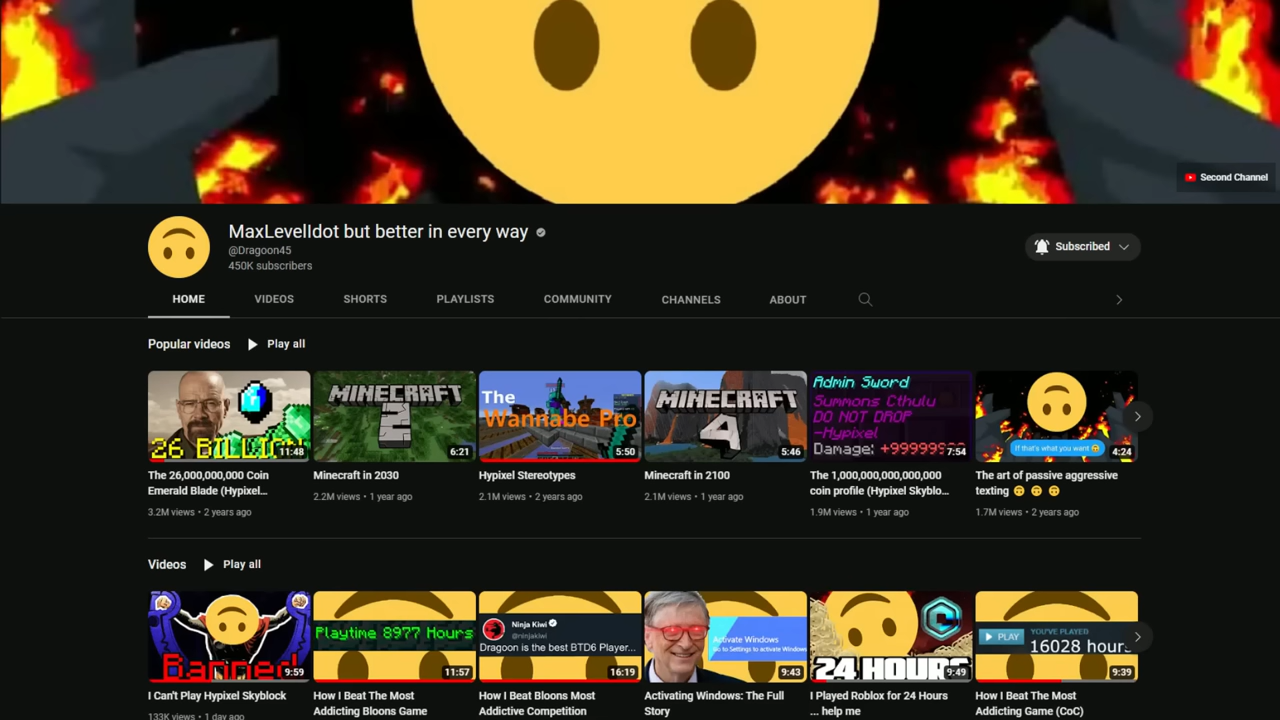 Second Channel
MaxLevelIdot but better in every way
@Dragoon45
450K subscribers
Subscribed
HOME VIDEOS SHORTS PLAYLISTS COMMUNITY CHANNELS ABOUT
Popular videos Play all
26 BILLION 11:48
MINECRAFT 2 6:21
The
Wannabe Pro
5:50
MINECRAFT 4 5:46
Admin Sword
Summons Cthulu
DO NOT DROP
-Hypixel
Damage: 7:54
If that's what you want 4:24
The 26,000,000,000 Coin
Emerald Blade (Hypixel...
3.2M views • 2 years ago
Minecraft in 2030
2.2M views • 1 year ago
Hypixel Stereotypes
2.1M views • 2 years ago
Minecraft in 2100
2.1M views • 1 year ago
The 1,000,000,000,000,000
coin profile (Hypixel Skyblo...
1.9M views • 1 year ago
The art of passive aggressive
texting 🙃 🙃 🙃
1.7M views • 2 years ago
Videos Play all
Banned 9:59
Playtime 8977 Hours
11:57
Ninja Kiwi
@ninjakiwi
Dragoon is the best BTD6 Player...
16:19
Activate Windows
Go to Settings to activate Windows
9:43
24 HOURS 9:49
PLAY YOU'VE PLAYED
16028 hours
9:39
I Can't Play Hypixel Skyblock
133K views • 1 day ago
How I Beat The Most
Addicting Bloons Game
How I Beat Bloons Most
Addictive Competition
Activating Windows: The Full
Story
I Played Roblox for 24 Hours
... help me
How I Beat The Most
Addicting Game (CoC)